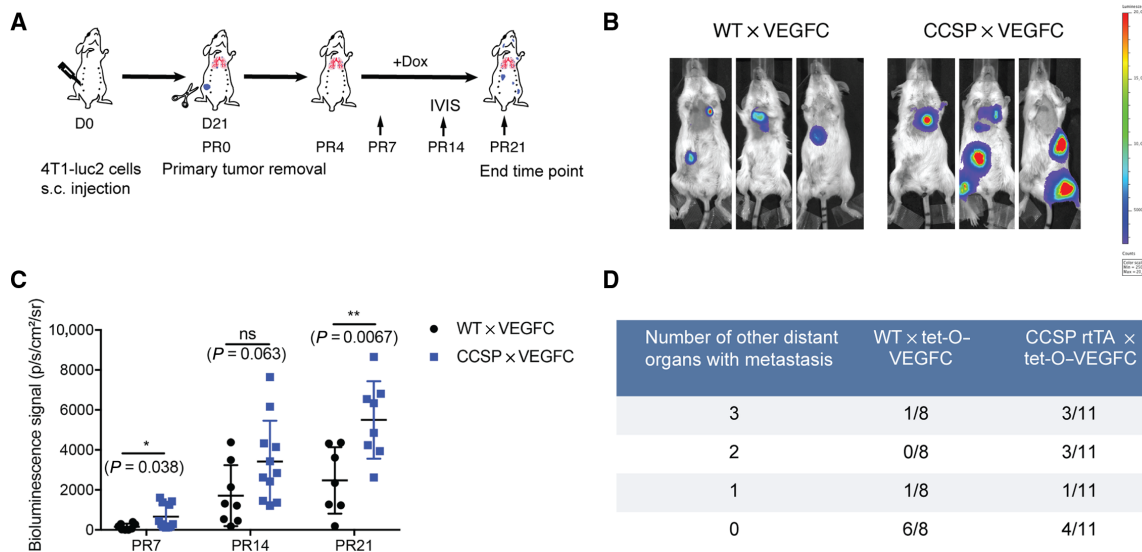 A
+Dox
IVIS
D0
D21
PR0
PR4
PR7
PR14
PR21
4T1-luc2 cells
s.c. injection
Primary tumor removal
End time point
B
WT × VEGFC
CCSP × VEGFC
Counts
C
Bioluminescence signal (p/s/cm²/sr)
10,000
8000
6000
4000
2000
0
*
(P = 0.038)
ns
(P = 0.063)
**
(P = 0.0067)
WT × VEGFC
CCSP × VEGFC
PR7
PR14
PR21
D
Number of other distant
organs with metastasis
WT × tet-O–
VEGFC
CCSP rtTA ×
tet-O–VEGFC
3 1/8 3/11
2 0/8 3/11
1 1/8 1/11
0 6/8 4/11